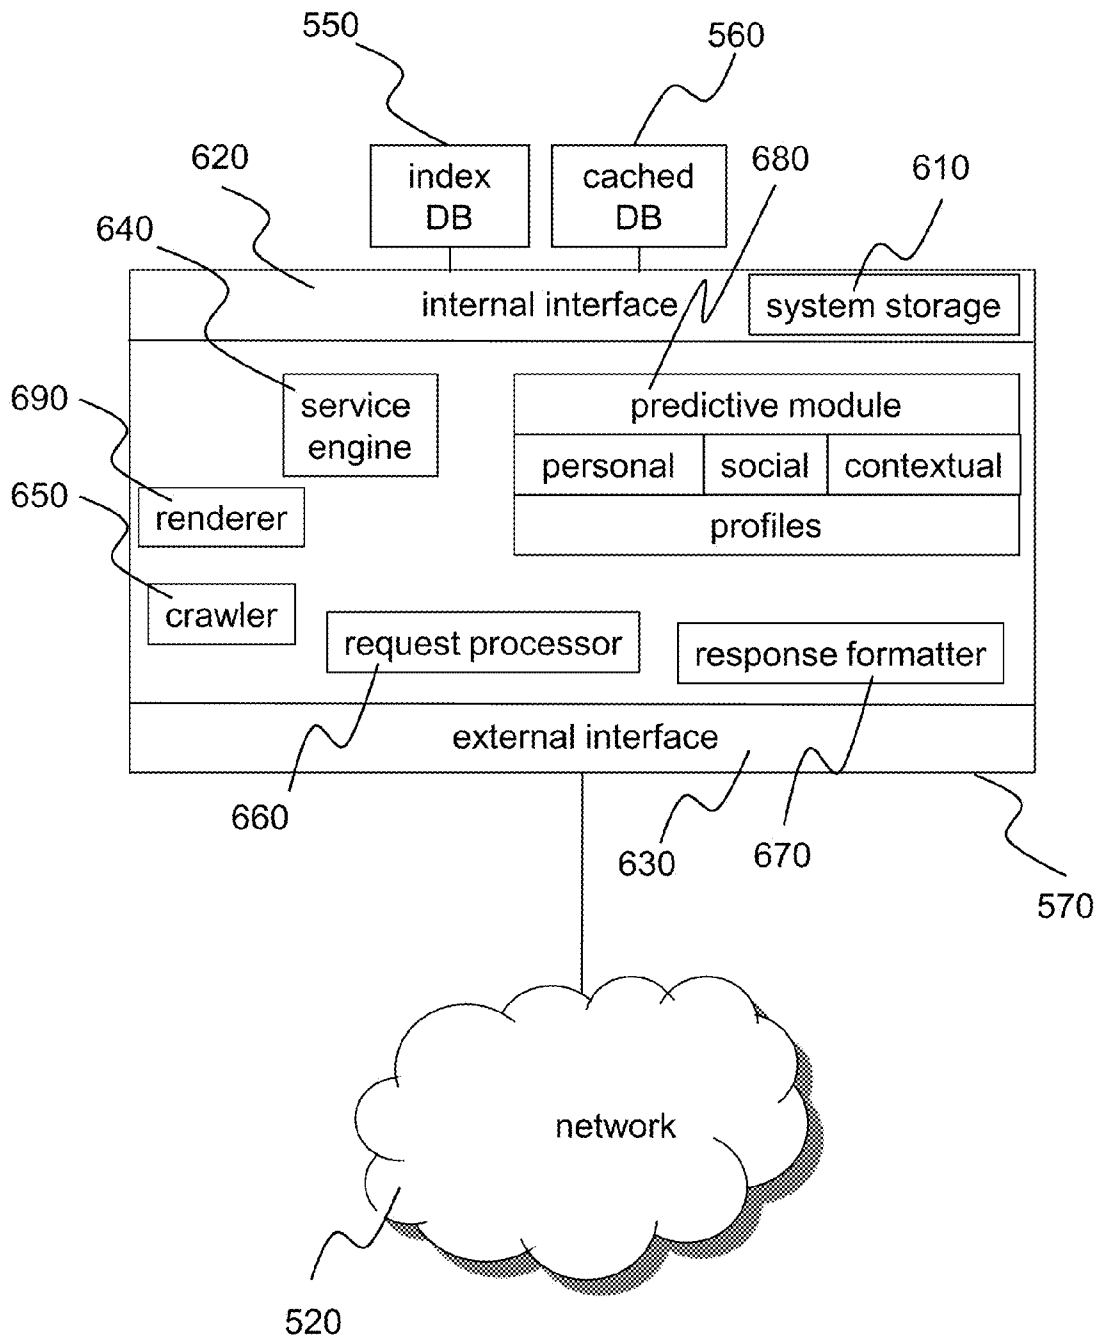 550
560
index
DB
cached
DB
620
680
610
640
internal interface
system storage
690
service
engine
predictive module
personal
social
contextual
650
renderer
profiles
crawler
request processor
response formatter
external interface
660
630
670
570
network
520